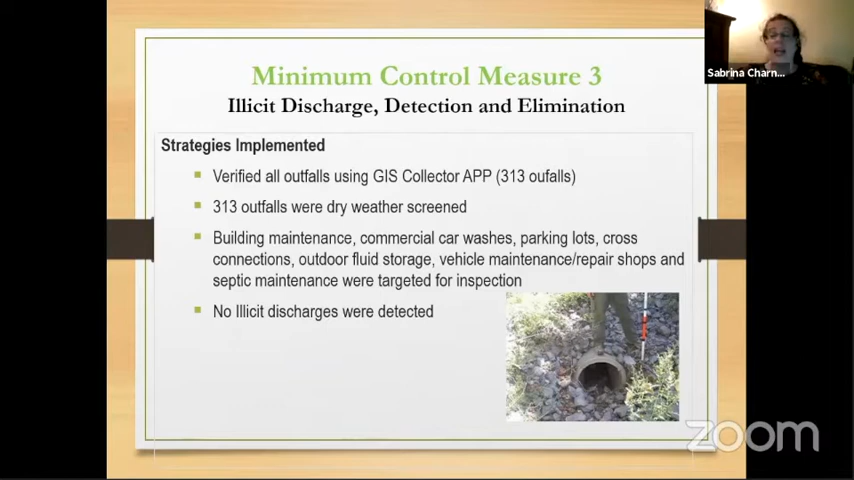 Minimum Control Measure 3
Illicit Discharge, Detection and Elimination
Strategies Implemented
Verified all outfalls using GIS Collector APP (313 oufalls)
313 outfalls were dry weather screened
Building maintenance, commercial car washes, parking lots, cross
connections, outdoor fluid storage, vehicle maintenance/repair shops and
septic maintenance were targeted for inspection
No Illicit discharges were detected
Sabrina Charn...
zoom